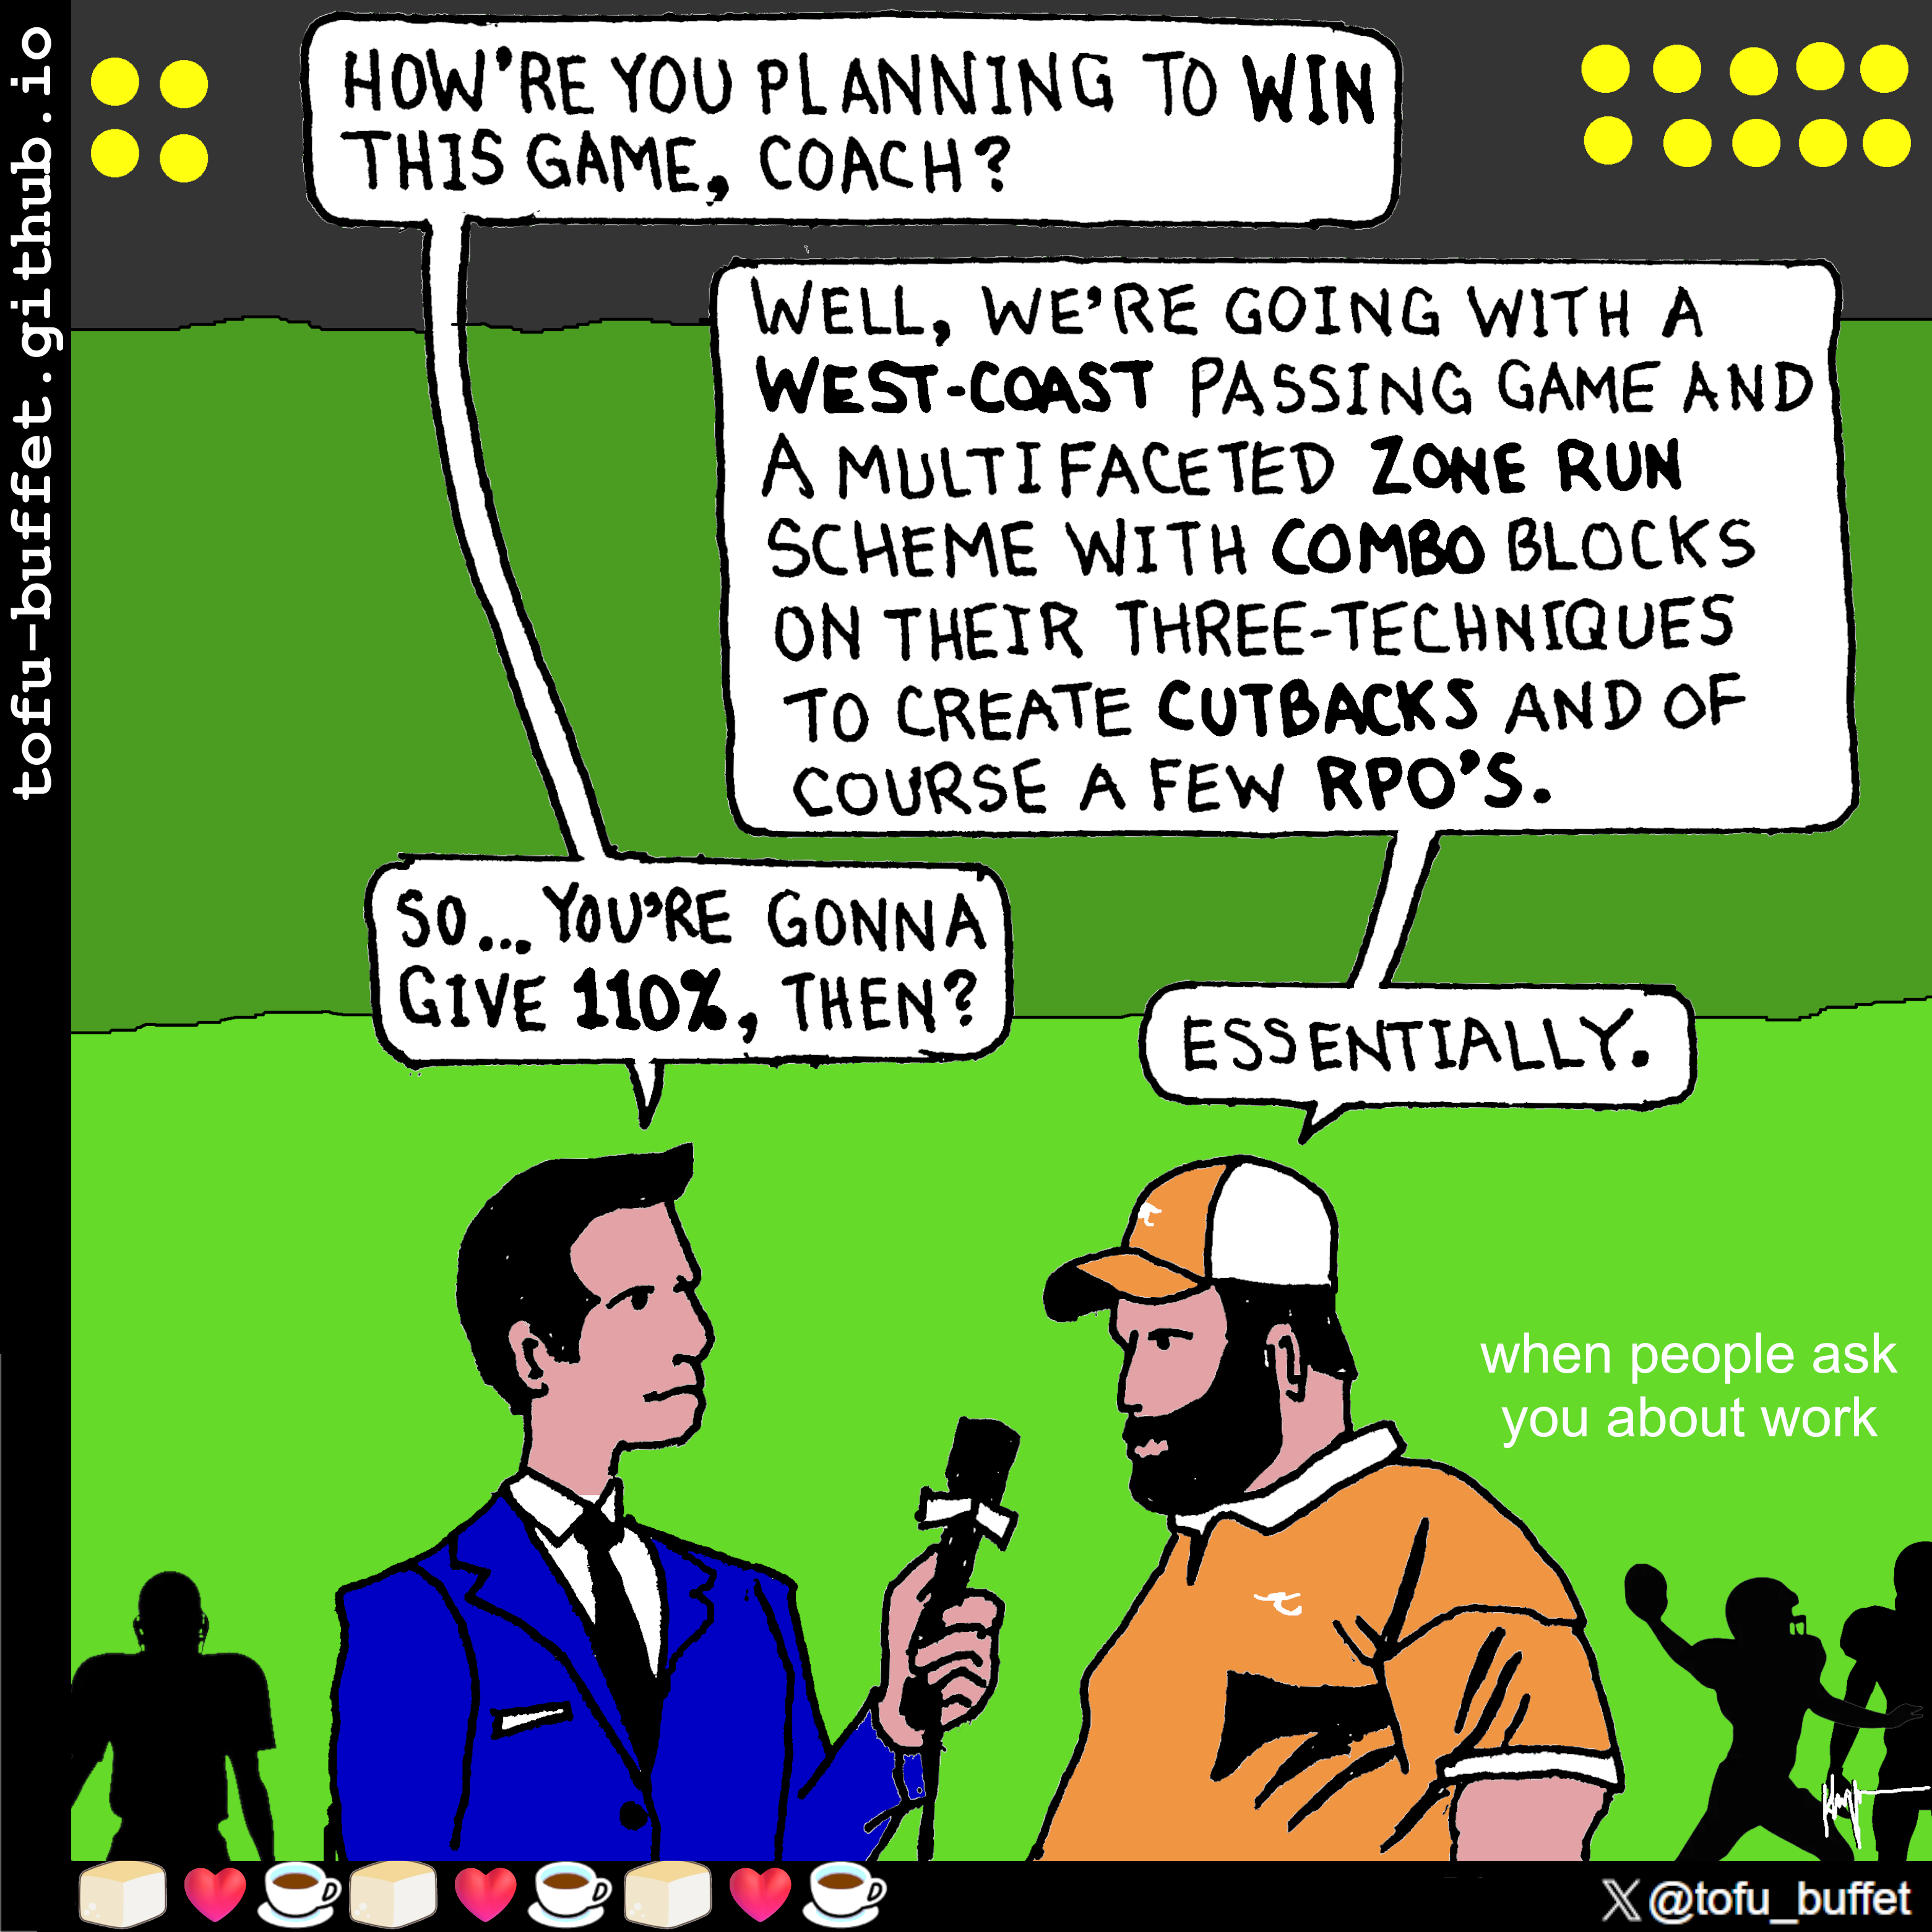 tofu-buffet.github.io
HOW'RE YOU PLANNING TO WIN
THIS GAME, COACH?
WELL, WE'RE GOING WITH A
WEST-COAST PASSING GAME AND
A MULTIFACETED ZONE RUN
SCHEME WITH COMBO BLOCKS
ON THEIR THREE-TECHNIQUES
TO CREATE CUTBACKS AND OF
COURSE A FEW RPO'S.
SO... YOU'RE GONNA
GIVE 110%, THEN?
ESSENTIALLY.
when people ask
you about work
X @tofu_buffet